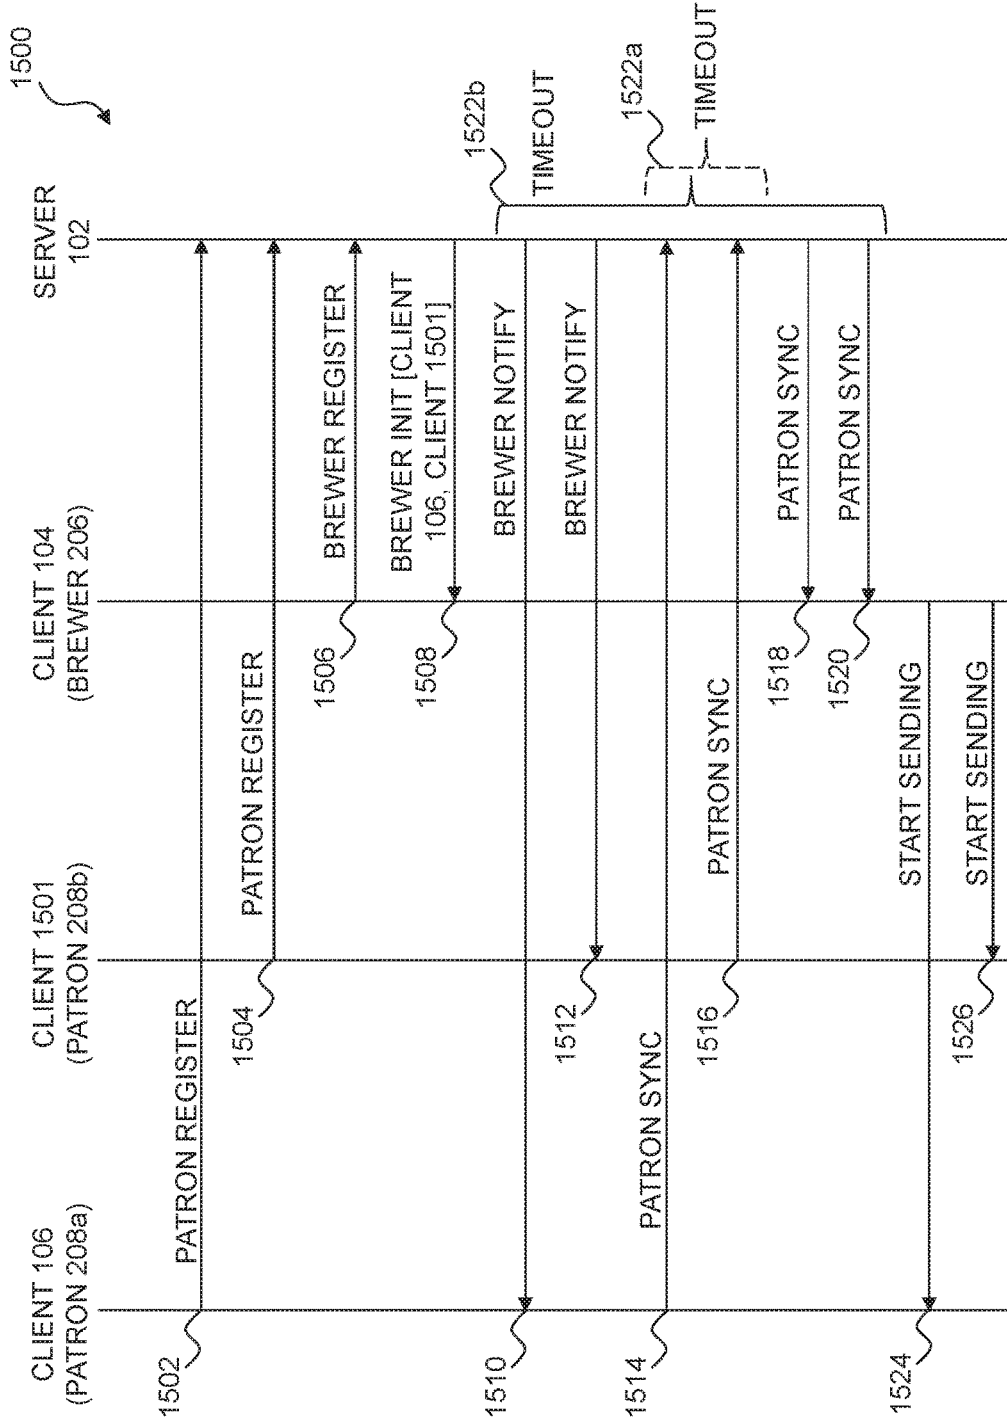 1500
CLIENT 106
(PATRON 208a)
CLIENT 1501
(PATRON 208b)
CLIENT 104
(BREWER 206)
SERVER
102
1502
PATRON REGISTER
1504
PATRON REGISTER
1506
BREWER REGISTER
1508
BREWER INIT [CLIENT
106, CLIENT 1501]
1510
BREWER NOTIFY
1512
BREWER NOTIFY
1514
PATRON SYNC
1516
PATRON SYNC
1518
PATRON SYNC
1520
PATRON SYNC
1522b
TIMEOUT
1522a
TIMEOUT
1524
START SENDING
1526
START SENDING